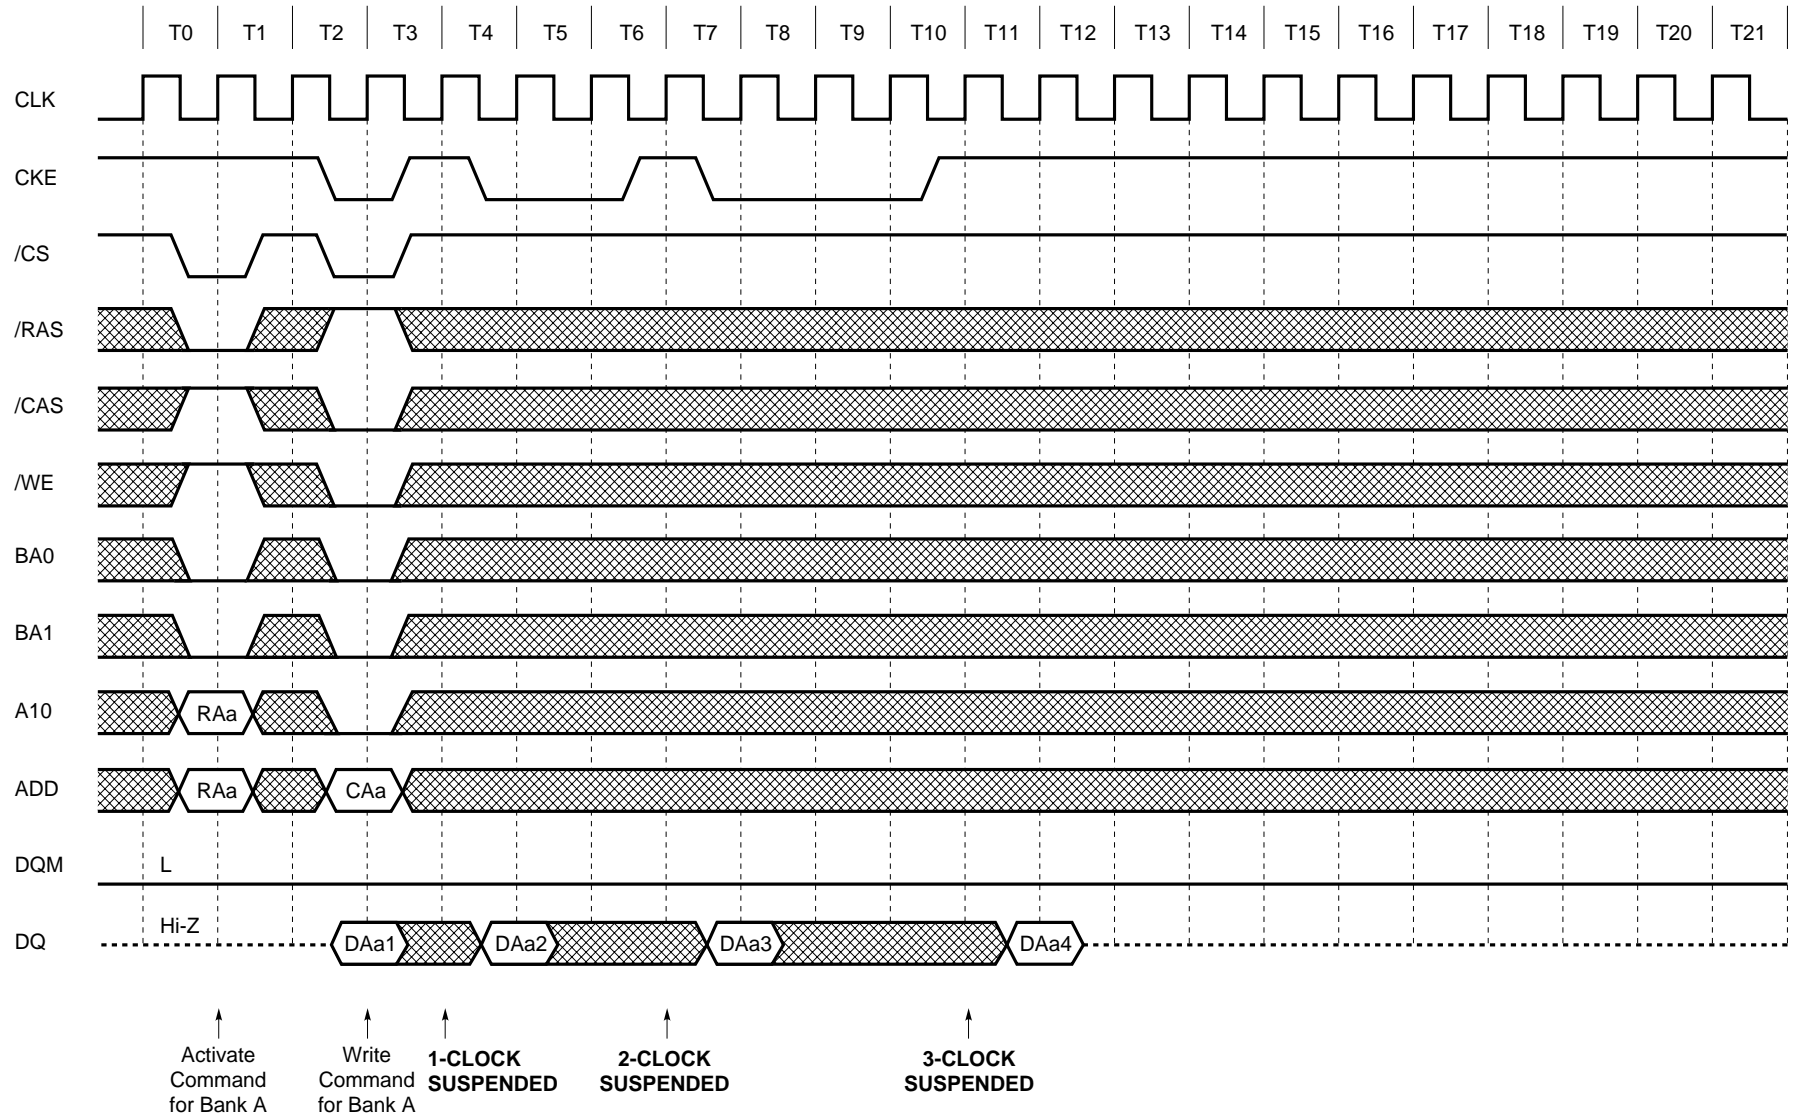 T0 T1 T2 T3 T4 T5 T6 T7 T8 T9 T10 T11 T12 T13 T14 T15 T16 T17 T18 T19 T20 T21
CLK
CKE
/CS
/RAS
/CAS
/WE
BA0
BA1
A10 RAa
ADD RAa CAa
DQM L
Hi-Z
DQ DAa1 DAa2 DAa3 DAa4
Activate
Command
for Bank A
Write
Command
for Bank A
1-CLOCK
SUSPENDED
2-CLOCK
SUSPENDED
3-CLOCK
SUSPENDED